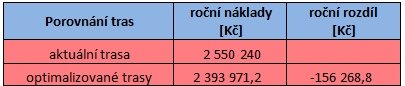 Porovnání tras
roční náklady
[Kč]
roční rozdíl
[Kč]
aktuální trasa
2 550 240
optimalizované trasy
2 393 971,2
-156 268,8